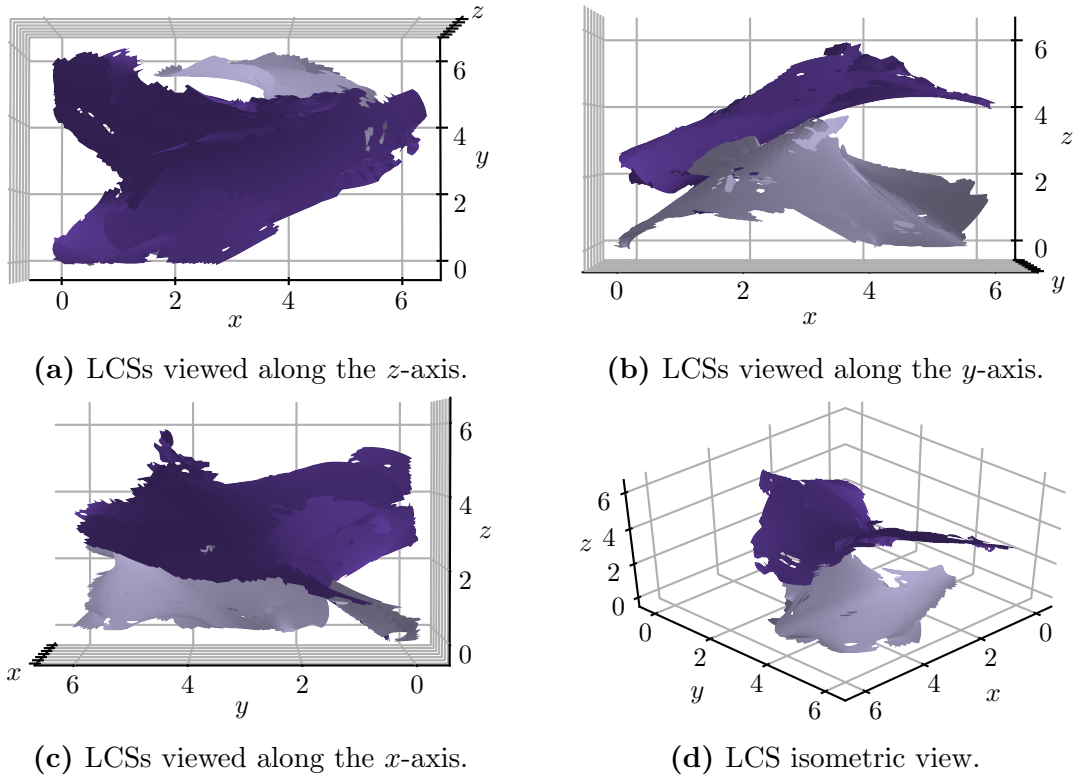 z
6
4
y
2
0
0 2 4 6
x
6
4
z
2
0
y
0 2 4 6
x
(a) LCSs viewed along the z-axis.
(b) LCSs viewed along the y-axis.
6
4
z
2
0
x
6 4 2 0
y
6
4
z
2
0
0
2
y
4
6
0
2
x
4
6
(c) LCSs viewed along the x-axis.
(d) LCS isometric view.